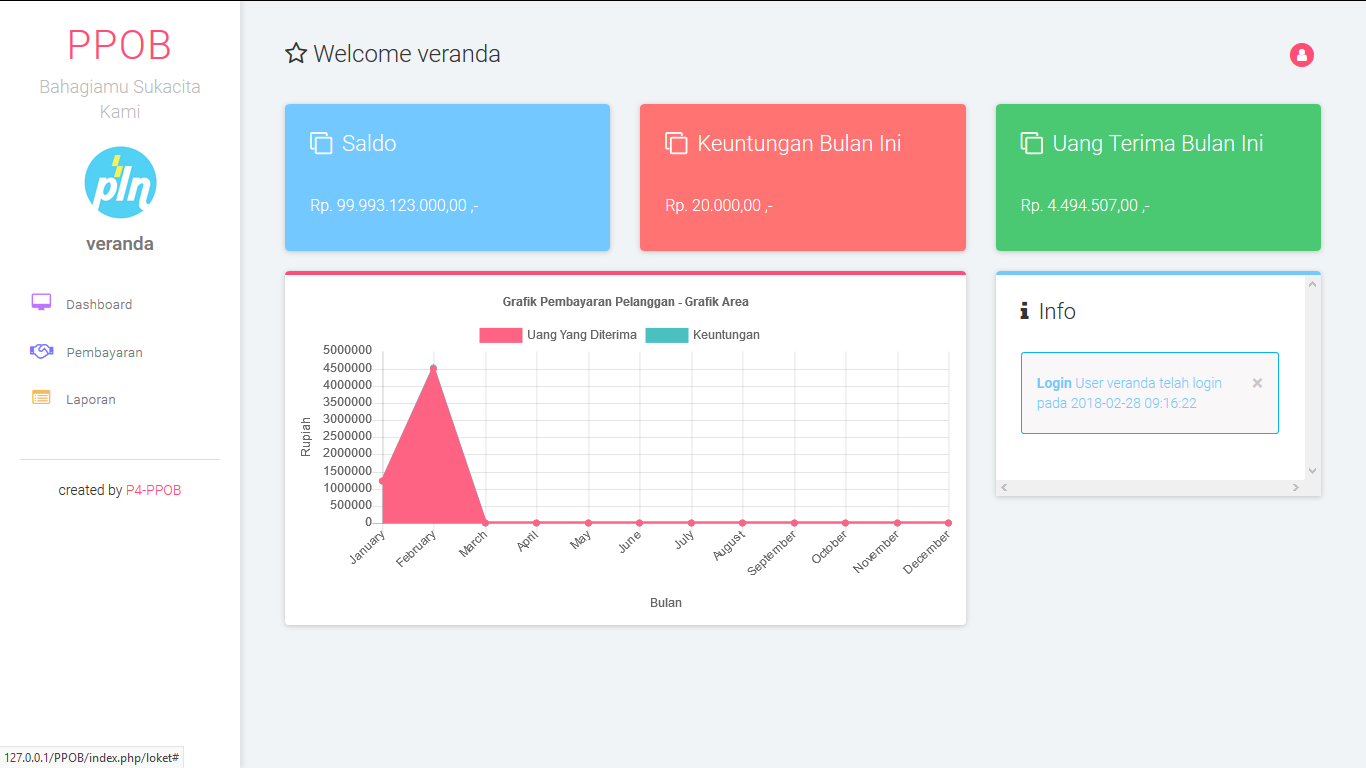 PPOB
Bahagiamu Sukacita
Kami
pln
veranda
Dashboard
Pembayaran
Laporan
created by P4-PPOB
Welcome veranda
Saldo
Rp. 99.993.123.000,00 ,-
Keuntungan Bulan Ini
Rp. 20.000,00 ,-
Uang Terima Bulan Ini
Rp. 4.494.507,00 ,-
Grafik Pembayaran Pelanggan - Grafik Area
Uang Yang Diterima
Keuntungan
5000000
4500000
4000000
3500000
3000000
2500000
2000000
1500000
1000000
500000
0
Rupiah
January
February
March
April
May
June
July
August
September
October
November
December
Bulan
Info
Login User veranda telah login
pada 2018-02-28 09:16:22
127.0.0.1/PPOB/index.php/loket#